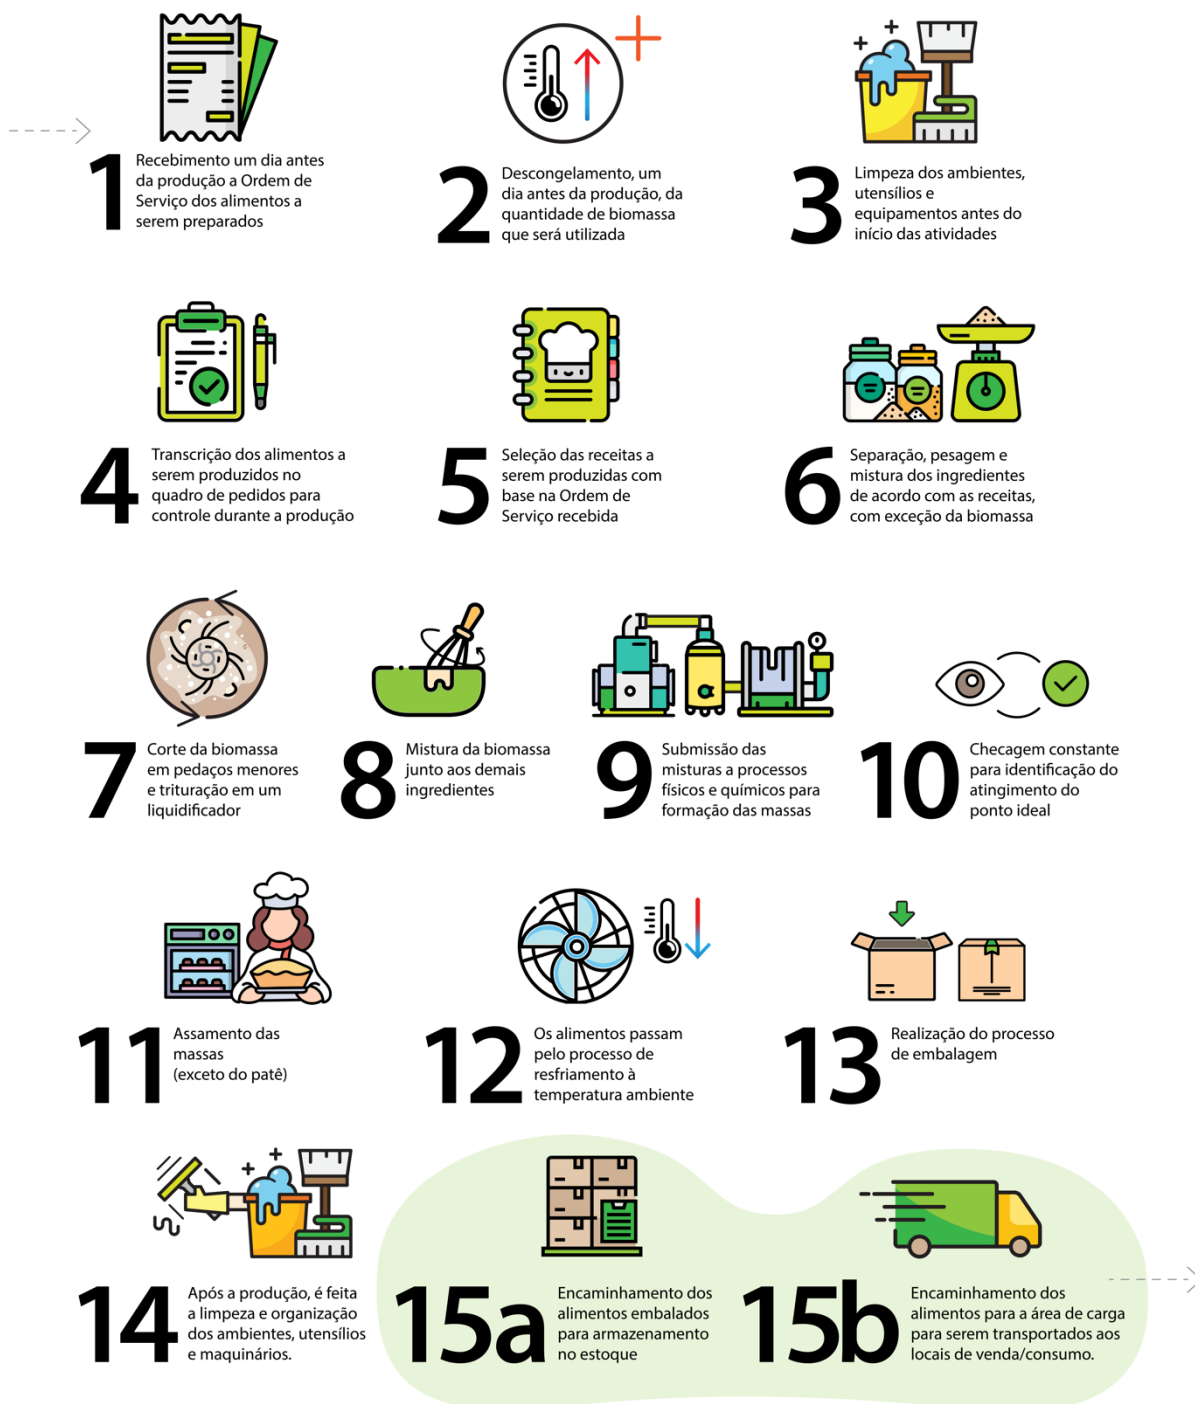 1
Recebimento um dia antes
da produção a Ordem de
Serviço dos alimentos a
serem preparados
2
Descongelamento, um
dia antes da produção, da
quantidade de biomassa
que será utilizada
3
Limpeza dos ambientes,
utensílios e
equipamentos antes do
início das atividades
4
Transcrição dos alimentos a
serem produzidos no
quadro de pedidos para
controle durante a produção
5
Seleção das receitas a
serem produzidas com
base na Ordem de
Serviço recebida
6
Separação, pesagem e
mistura dos ingredientes
de acordo com as receitas,
com exceção da biomassa
7
Corte da biomassa
em pedaços menores
e trituração em um
liquidificador
8
Mistura da biomassa
junto aos demais
ingredientes
9
Submissão das
misturas a processos
físicos e químicos para
formação das massas
10
Checagem constante
para identificação do
atingimento do
ponto ideal
11
Assamento das
massas
(exceto do patê)
12
Os alimentos passam
pelo processo de
resfriamento à
temperatura ambiente
13
Realização do processo
de embalagem
14
Após a produção, é feita
a limpeza e organização
dos ambientes, utensílios
e maquinários.
15a
Encaminhamento dos
alimentos embalados
para armazenamento
no estoque
15b
Encaminhamento dos
alimentos para a área de carga
para serem transportados aos
locais de venda/consumo.